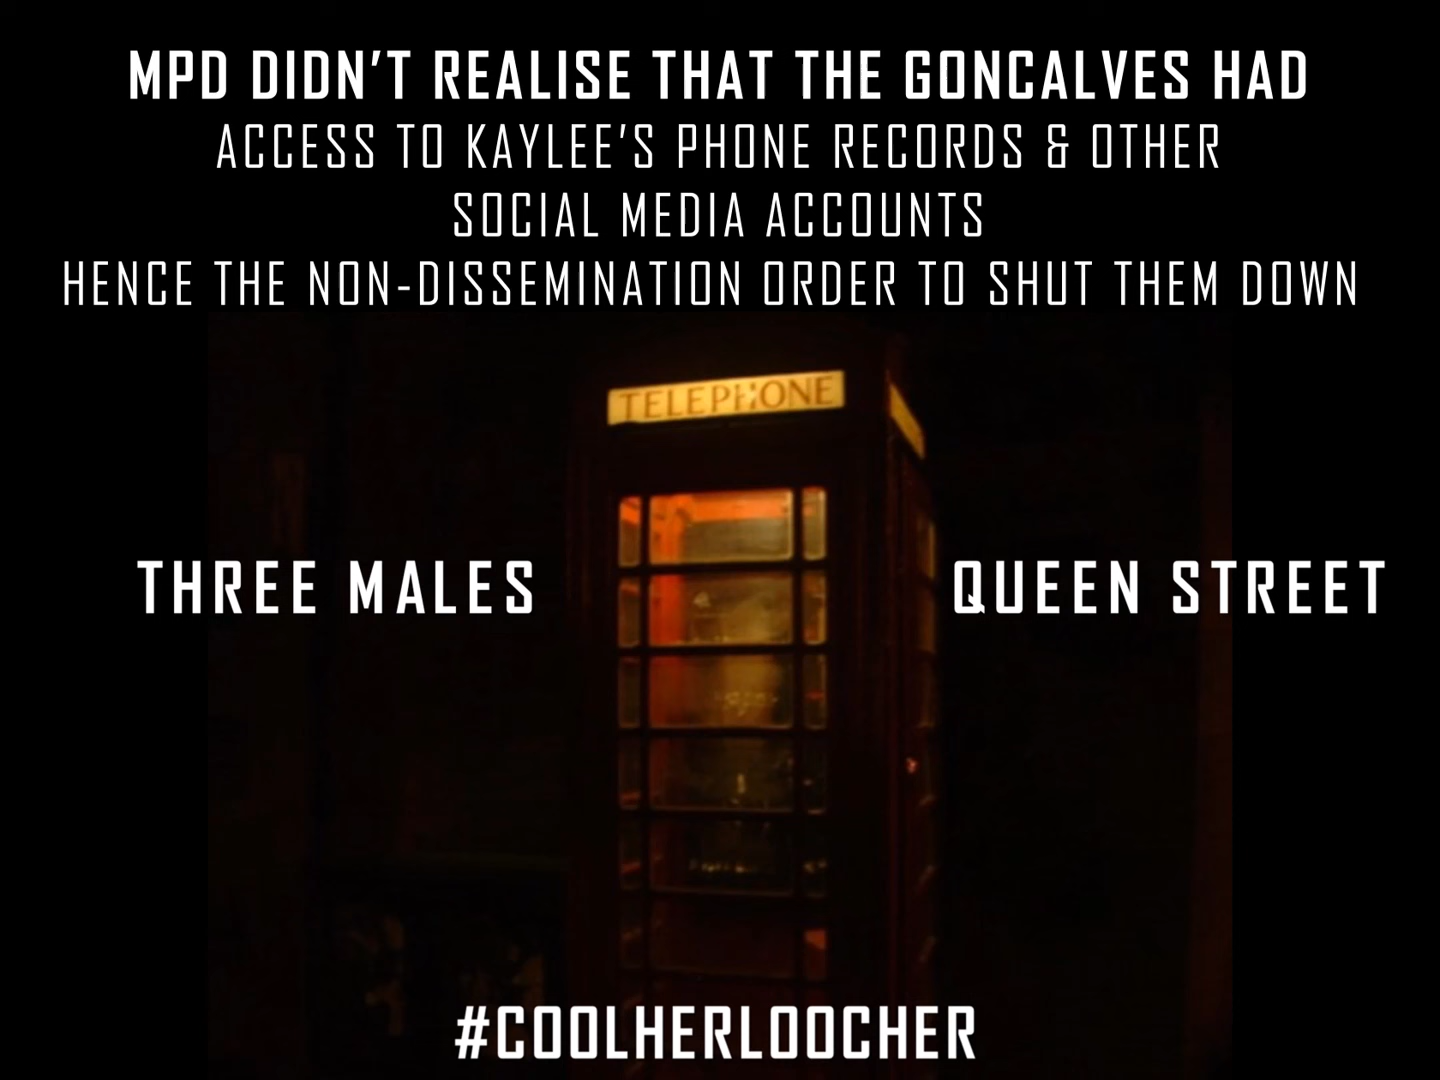 MPD DIDN'T REALISE THAT THE GONCALVES HAD
ACCESS TO KAYLEE'S PHONE RECORDS & OTHER
SOCIAL MEDIA ACCOUNTS
HENCE THE NON-DISSEMINATION ORDER TO SHUT THEM DOWN
TELEPHONE
THREE MALES
QUEEN STREET
#COOLHERLOOCHER